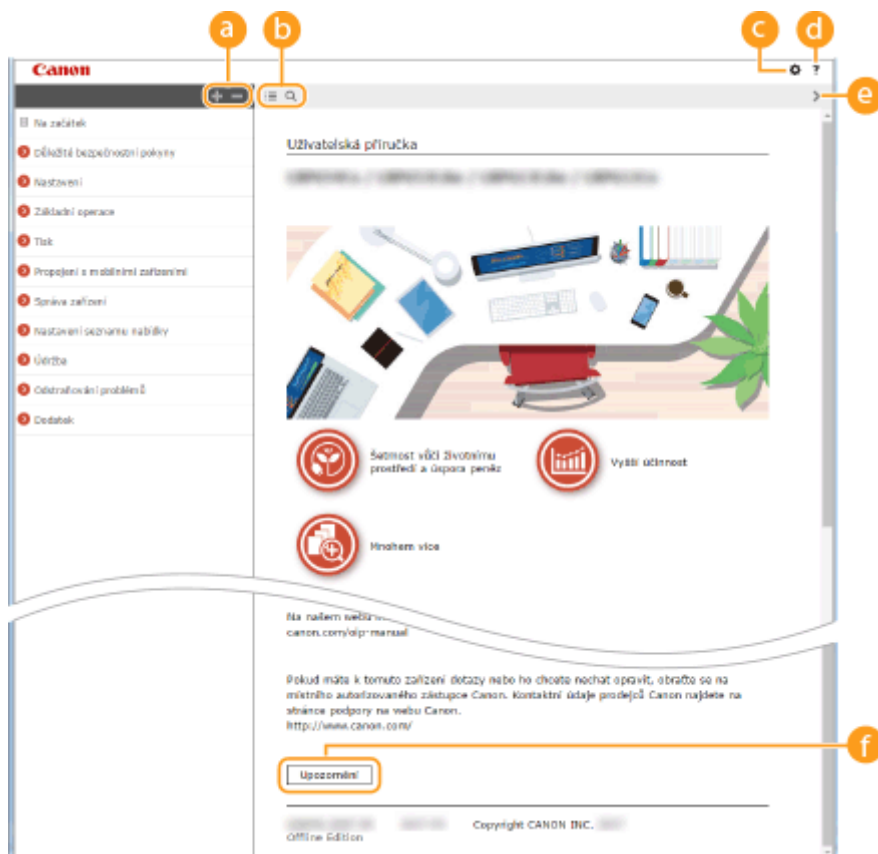 a
b
c
d
Canon
?
e
Na začátek
Důležité bezpečnostní pokyny
Nastavení
Základní operace
Tisk
Propojení s mobilními zařízeními
Správa zařízení
Nastavení seznamu nabídky
Údržba
Odstraňování problémů
Dodatek
Uživatelská příručka
Šetrnost vůči životnímu
prostředí a úspora peněz
Vyšší účinnost
Mnohem více
Na našem webu
canon.com/oip-manual
Pokud máte k tomuto zařízení dotazy nebo ho chcete nechat opravit, obraťte se na
místního autorizovaného zástupce Canon. Kontaktní údaje prodejců Canon najdete na
stránce podpory na webu Canon.
http://www.canon.com/
f
Upozornění
Copyright CANON INC.
Offline Edition